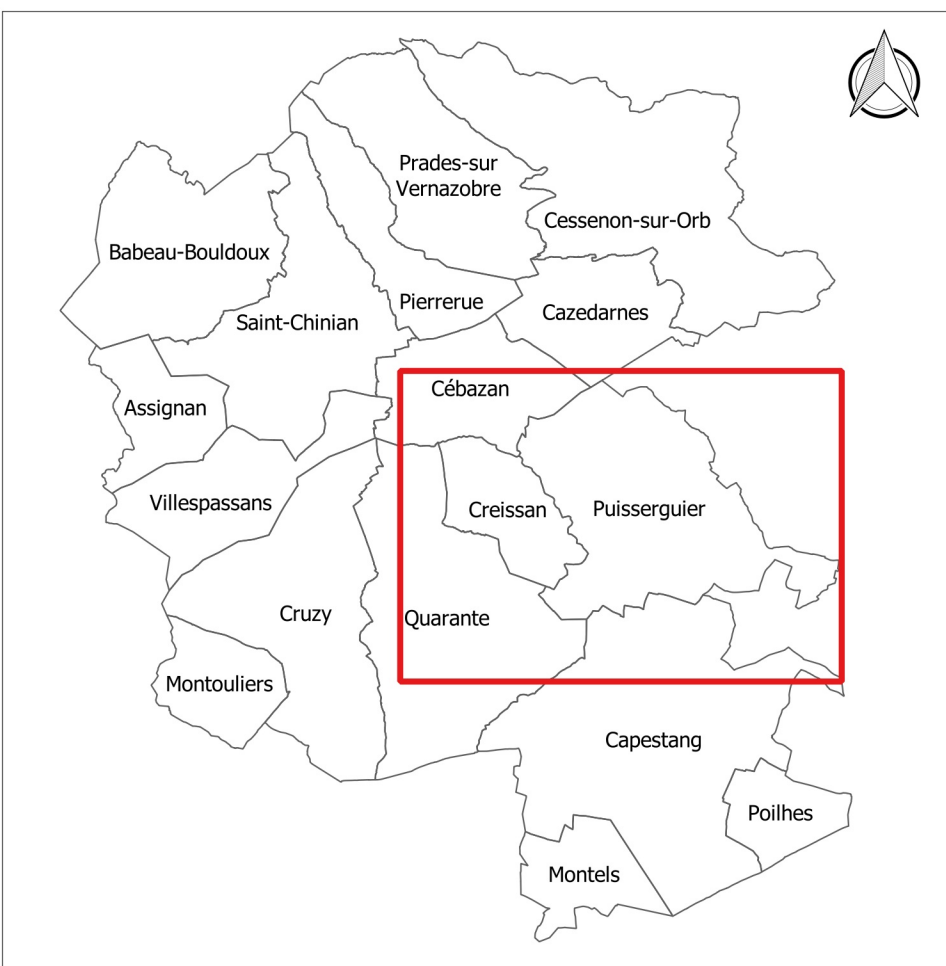 Prades-sur
Vernazobre
Cessenon-sur-Orb
Babeau-Bouldoux
Pierrerue
Cazedarnes
Saint-Chinian
Cébazan
Assignan
Villespassans
Creissan
Puisserguier
Cruzy
Quarante
Montouliers
Capestang
Poilhes
Montels